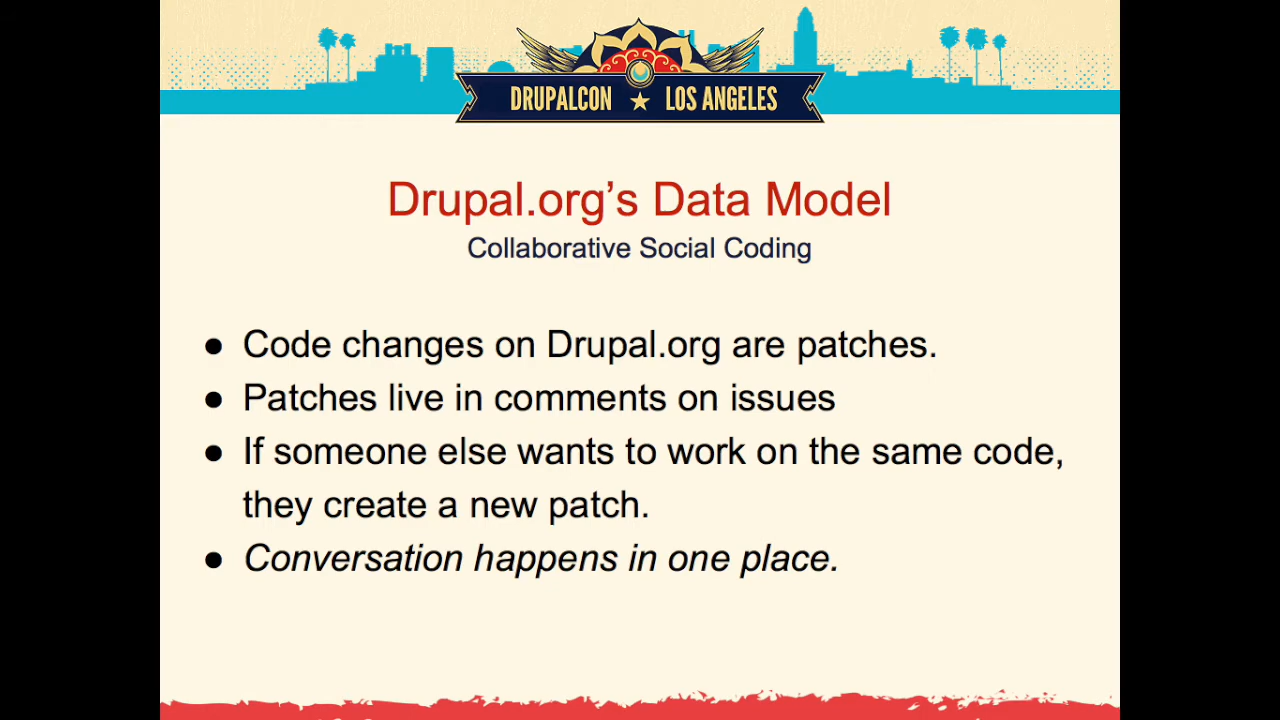 DRUPALCON ★ LOS ANGELES
Drupal.org’s Data Model
Collaborative Social Coding
● Code changes on Drupal.org are patches.
● Patches live in comments on issues
● If someone else wants to work on the same code,
they create a new patch.
● Conversation happens in one place.